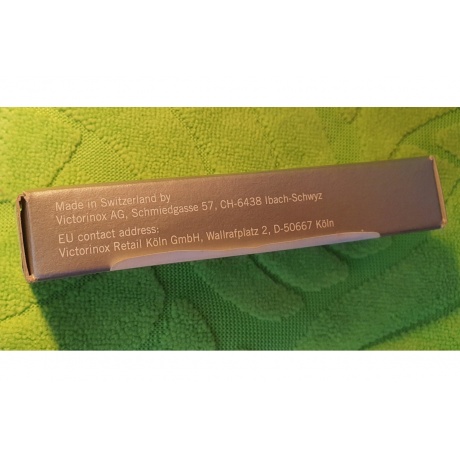 Made in Switzerland by
Victorinox AG, Schmiedgasse 57, CH-6438 Ibach-Schwyz
EU contact address:
Victorinox Retail Köln GmbH, Wallrafplatz 2, D-50667 Köln